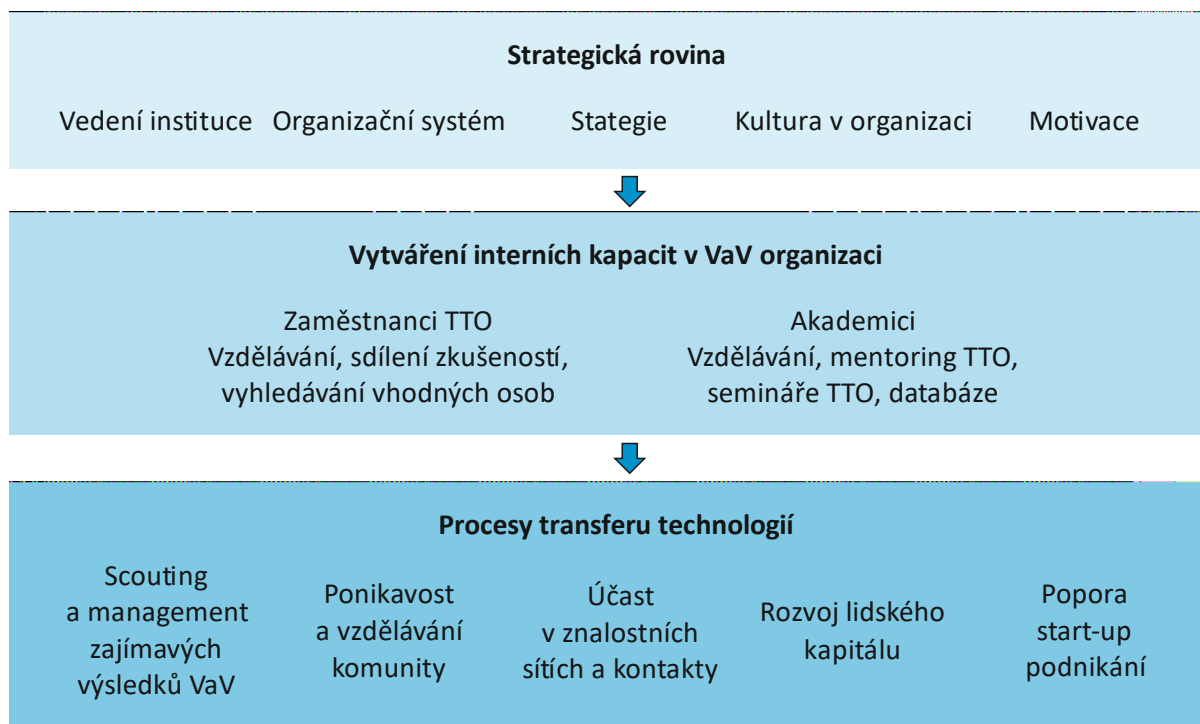 Strategická rovina
Vedení instituce Organizační systém Stategie Kultura v organizaci Motivace
Vytváření interních kapacit v VaV organizaci
Zaměstnanci TTO
Vzdělávání, sdílení zkušeností,
vyhledávání vhodných osob
Akademici
Vzdělávání, mentoring TTO,
semináře TTO, databáze
Procesy transferu technologií
Scouting
a management
zajímavých
výsledků VaV
Ponikavost
a vzdělávání
komunity
Účast
v znalostních
sítích a kontakty
Rozvoj lidského
kapitálu
Popora
start-up
podnikání